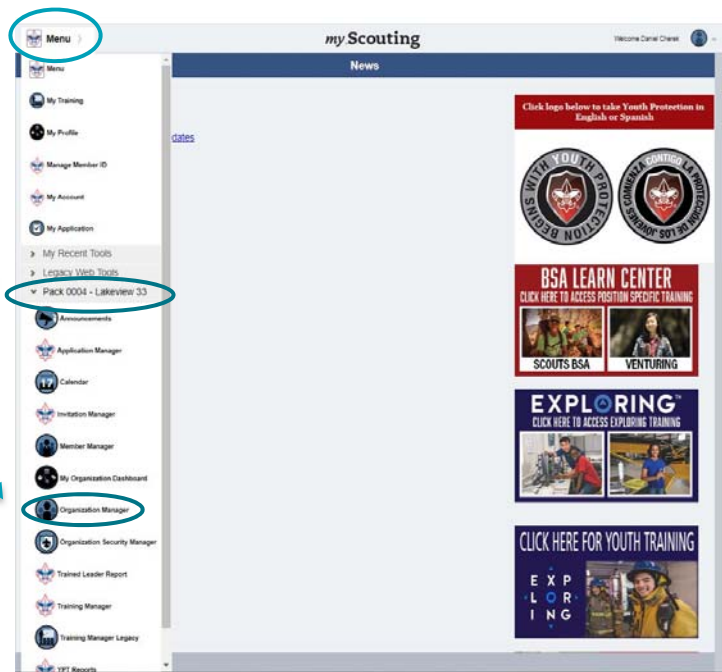 Menu
my.Scouting
Welcome Daniel Cherek
News
Menu
My Training
My Profile
Manage Member ID
My Account
My Application
My Recent Tools
Legacy Web Tools
Pack 0004 - Lakeview 33
Announcements
Application Manager
17
Calendar
Invitation Manager
Member Manager
My Organization Dashboard
Organization Manager
Organization Security Manager
Trained Leader Report
Training Manager
Training Manager Legacy
YPT Reports
dates
Click logo below to take Youth Protection in
English or Spanish
BEGINS WITH YOUTH PROTECTION
LA PROTECCIÓN DE LOS JÓVENES COMIENZA CONTIGO
BSA LEARN CENTER
CLICK HERE TO ACCESS POSITION SPECIFIC TRAINING
SCOUTS BSA
VENTURING
EXPLORING™
CLICK HERE TO ACCESS EXPLORING TRAINING
CLICK HERE FOR YOUTH TRAINING
EXP
LOR
ING